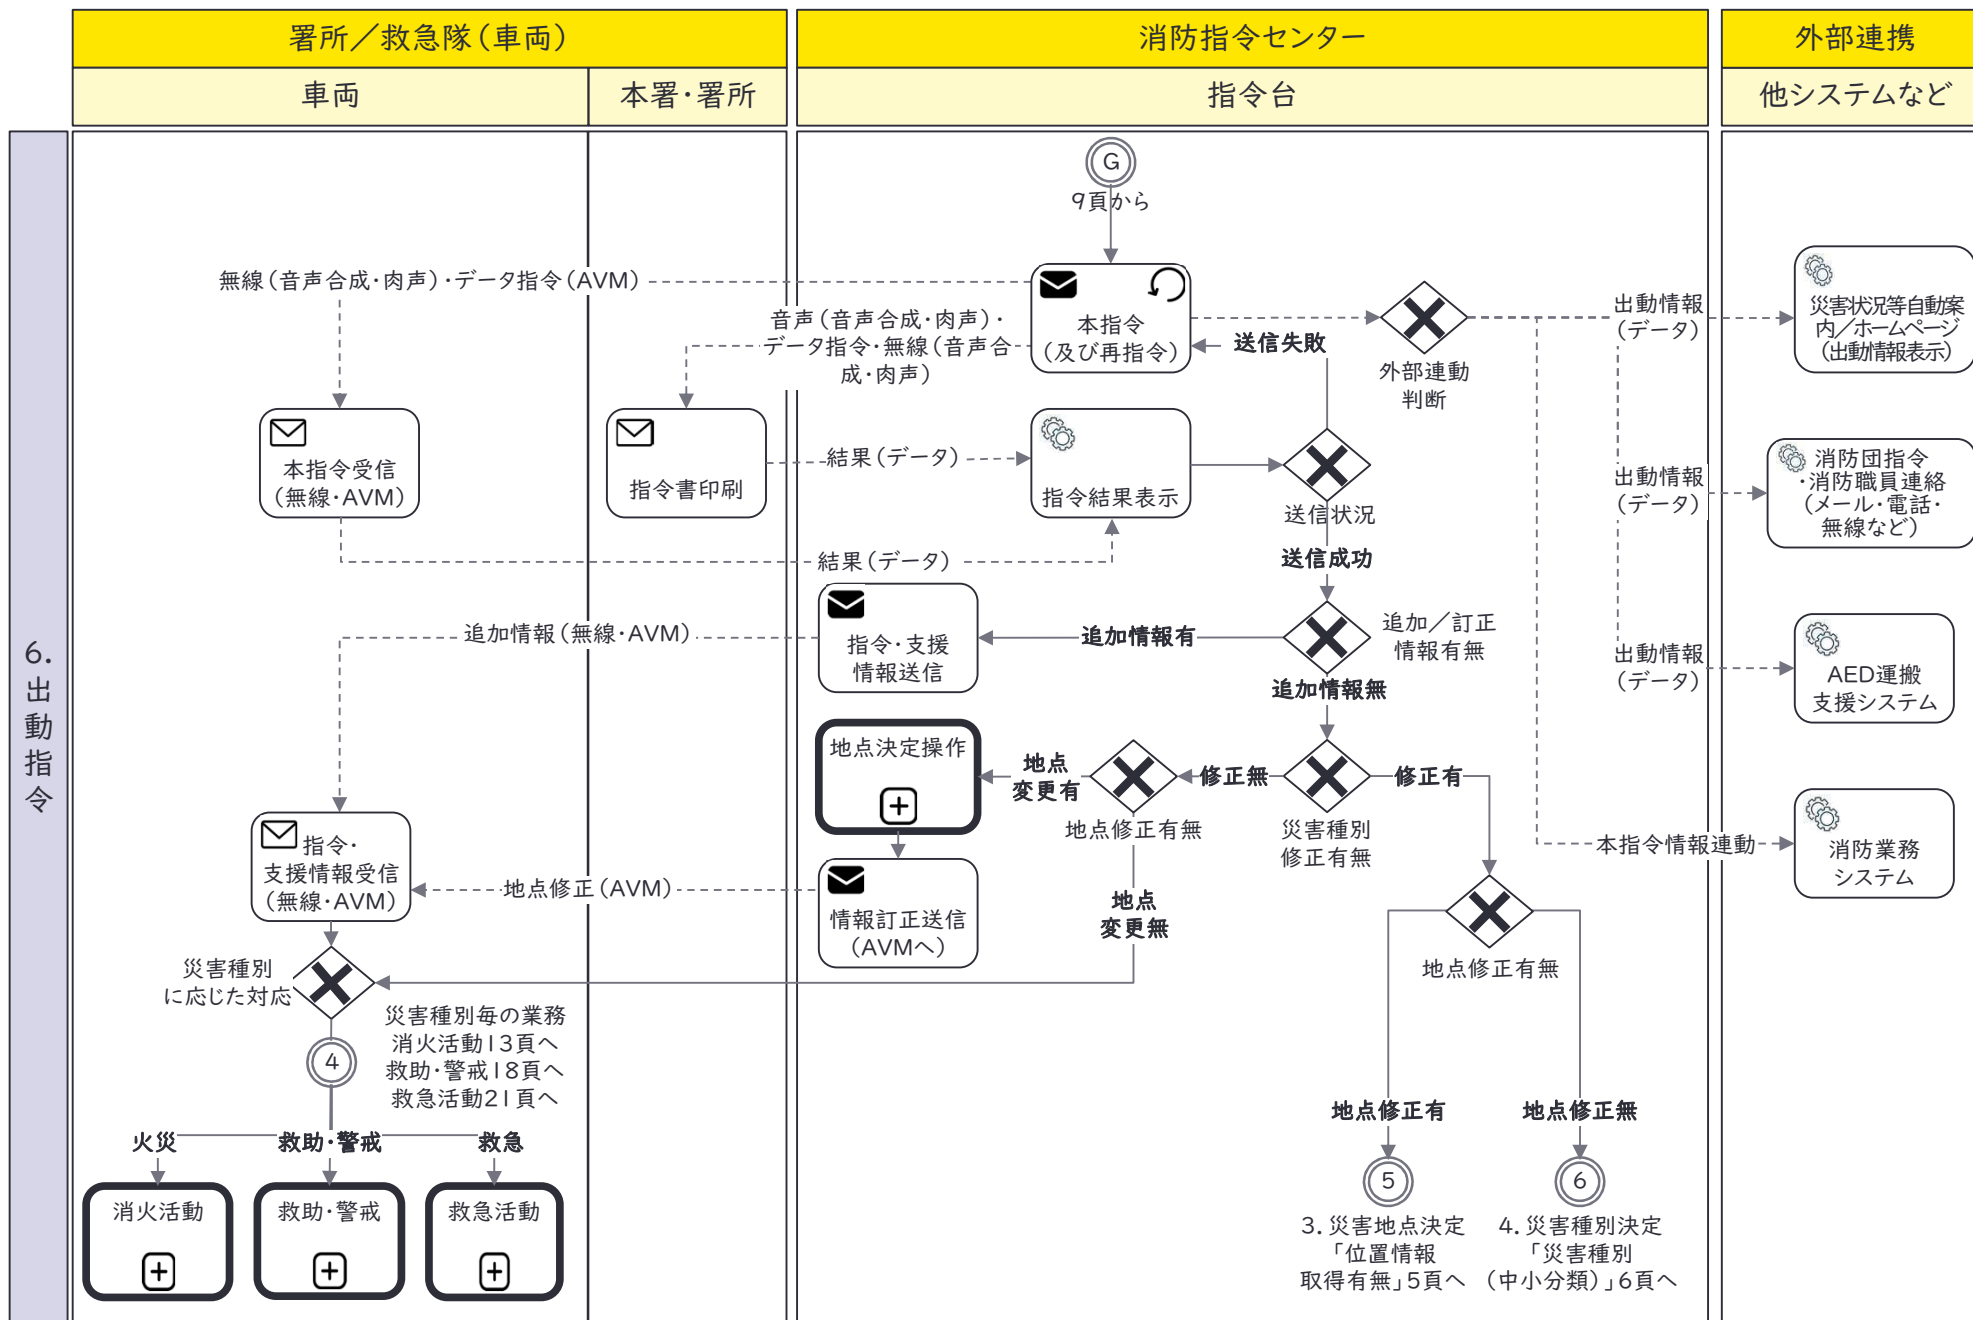 署所／救急隊（車両）
消防指令センター
外部連携
車両
本署・署所
指令台
他システムなど
6.
出
動
指
令
G
9頁から
無線（音声合成・肉声）・データ指令（AVM）
音声（音声合成・肉声）・
データ指令・無線（音声合
成・肉声）
本指令
（及び再指令）
送信失敗
外部連動
判断
出動情報
（データ）
災害状況等自動案
内／ホームページ
（出動情報表示）
本指令受信
（無線・AVM）
指令書印刷
結果（データ）
指令結果表示
送信状況
出動情報
（データ）
消防団指令
・消防職員連絡
（メール・電話・
無線など）
結果（データ）
送信成功
追加情報（無線・AVM）
指令・支援
情報送信
追加情報有
追加／訂正
情報有無
追加情報無
出動情報
（データ）
AED運搬
支援システム
地点決定操作
地点
変更有
修正無
修正有
地点修正有無
災害種別
修正有無
本指令情報連動
消防業務
システム
指令・
支援情報受信
（無線・AVM）
地点修正（AVM）
情報訂正送信
（AVMへ）
地点
変更無
地点修正有無
災害種別
に応じた対応
災害種別毎の業務
消火活動13頁へ
救助・警戒18頁へ
救急活動21頁へ
4
火災
救助・警戒
救急
消火活動
救助・警戒
救急活動
地点修正有
地点修正無
5
6
3．災害地点決定
「位置情報
取得有無」5頁へ
4．災害種別決定
「災害種別
（中小分類）」6頁へ